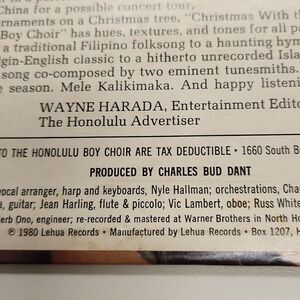 China for a possible concert tour.
ornaments on a Christmas tree, "Christmas With th
Boy Choir" has hues, textures, and tones for all
a traditional Filipino folksong to a haunting hymn
gin-English classic to a hitherto unrecorded Isla
song composed by two eminent tunesmiths.
e season. Mele Kalikimaka. And happy listenin
WAYNE HARADA, Entertainment Edito
The Honolulu Advertiser
TO THE HONOLULU BOY CHOIR ARE TAX DEDUCTIBLE • 1660 South B
PRODUCED BY CHARLES BUD DANT
vocal arranger, harp and keyboards, Nyle Hallman; orchestrations, Cha
a, guitar; Jean Harling, flute & piccolo; Vic Lambert, oboe; Russ White
erb Ono, engineer; re-recorded & mastered at Warner Brothers in North Ho
℗ 1980 Lehua Records • Manufactured by Lehua Records • Box 1207, H